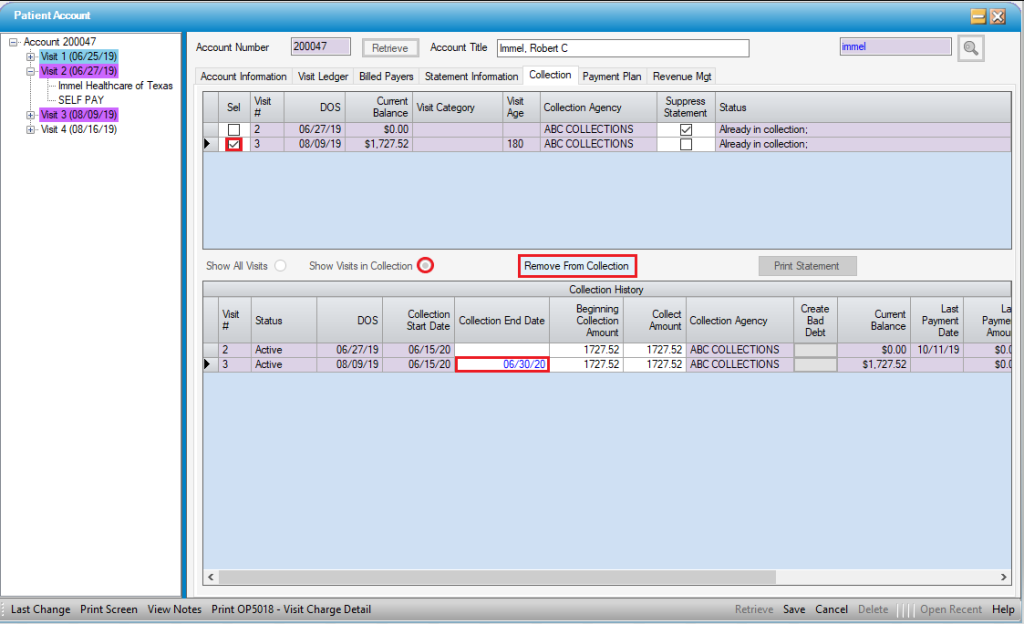 Patient Account
Account 200047
Visit 1 (06/25/19)
Visit 2 (06/27/19)
Immel Healthcare of Texas
SELF PAY
Visit 3 (08/09/19)
Visit 4 (08/16/19)
Account Number 200047 Retrieve Account Title Immel, Robert C immel
Account Information Visit Ledger Billed Payers Statement Information Collection Payment Plan Revenue Mgt
Sel Visit # DOS Current Balance Visit Category Visit Age Collection Agency Suppress Statement Status
2 06/27/19 $0.00 ABC COLLECTIONS Already in collection;
3 08/09/19 $1,727.52 180 ABC COLLECTIONS Already in collection;
Show All Visits Show Visits in Collection Remove From Collection Print Statement
Collection History
Visit # Status DOS Collection Start Date Collection End Date Beginning Collection Amount Collect Amount Collection Agency Create Bad Debt Current Balance Last Payment Date La Payme Amou
2 Active 06/27/19 06/15/20 1727.52 1727.52 ABC COLLECTIONS $0.00 10/11/19 $0.0
3 Active 08/09/19 06/15/20 06/30/20 1727.52 1727.52 ABC COLLECTIONS $1,727.52 $0.0
Last Change Print Screen View Notes Print OP5018 - Visit Charge Detail Retrieve Save Cancel Delete Open Recent Help